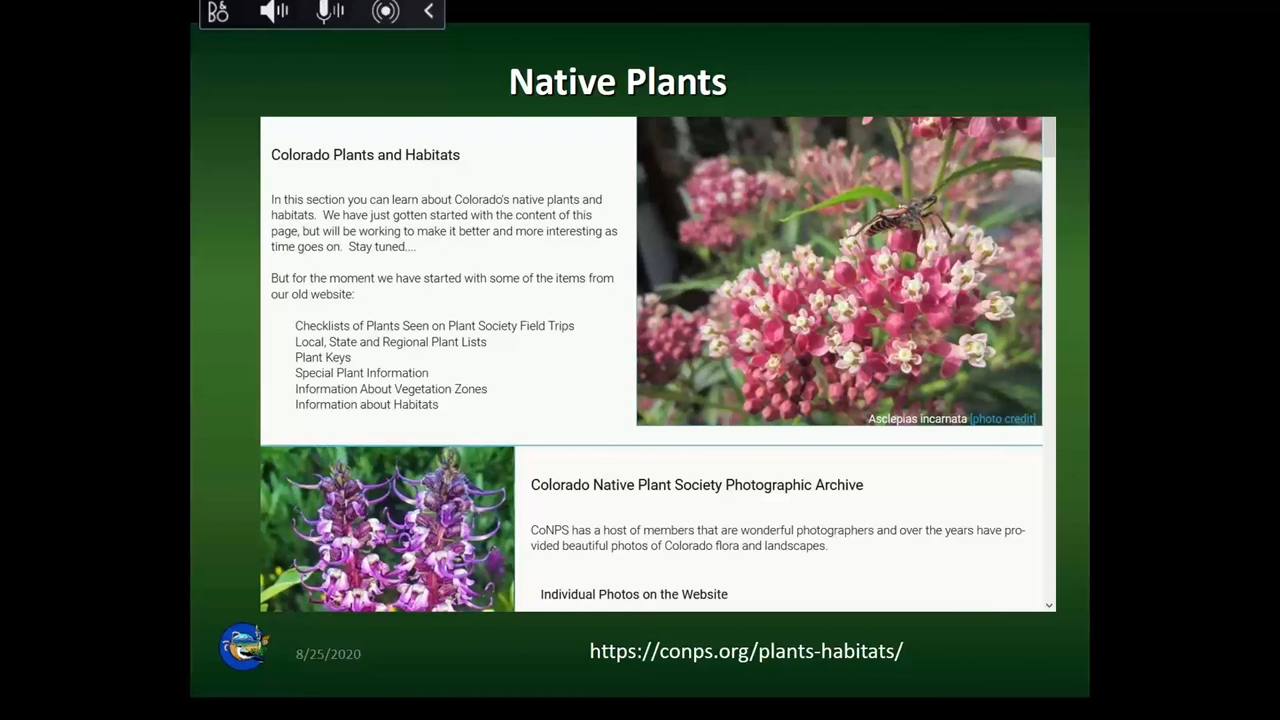 B&O
Native Plants
Colorado Plants and Habitats
In this section you can learn about Colorado's native plants and
habitats. We have just gotten started with the content of this
page, but will be working to make it better and more interesting as
time goes on. Stay tuned....
But for the moment we have started with some of the items from
our old website:
Checklists of Plants Seen on Plant Society Field Trips
Local, State and Regional Plant Lists
Plant Keys
Special Plant Information
Information About Vegetation Zones
Information about Habitats
Asclepias incarnata [photo credit]
Colorado Native Plant Society Photographic Archive
CoNPS has a host of members that are wonderful photographers and over the years have pro-
vided beautiful photos of Colorado flora and landscapes.
Individual Photos on the Website
8/25/2020
https://conps.org/plants-habitats/